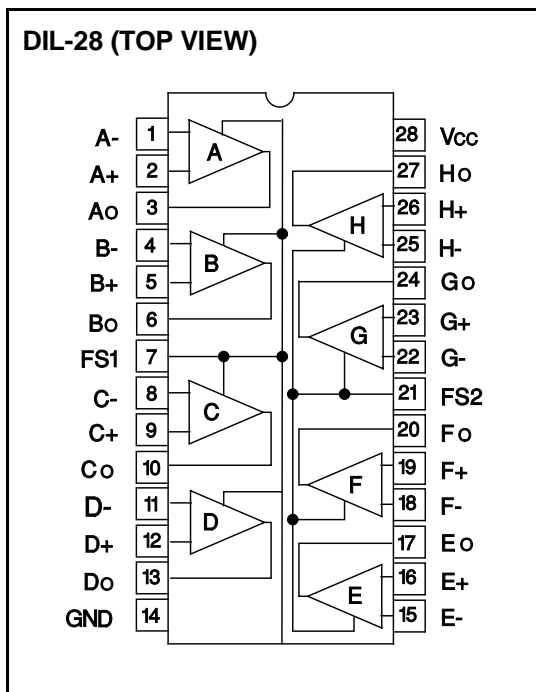 DIL-28 (TOP VIEW)
A- 1
A+ 2
Ao 3
B- 4
B+ 5
Bo 6
FS1 7
C- 8
C+ 9
Co 10
D- 11
D+ 12
Do 13
GND 14
A
B
C
D
H
G
F
E
28 Vcc
27 Ho
26 H+
25 H-
24 Go
23 G+
22 G-
21 FS2
20 Fo
19 F+
18 F-
17 Eo
16 E+
15 E-